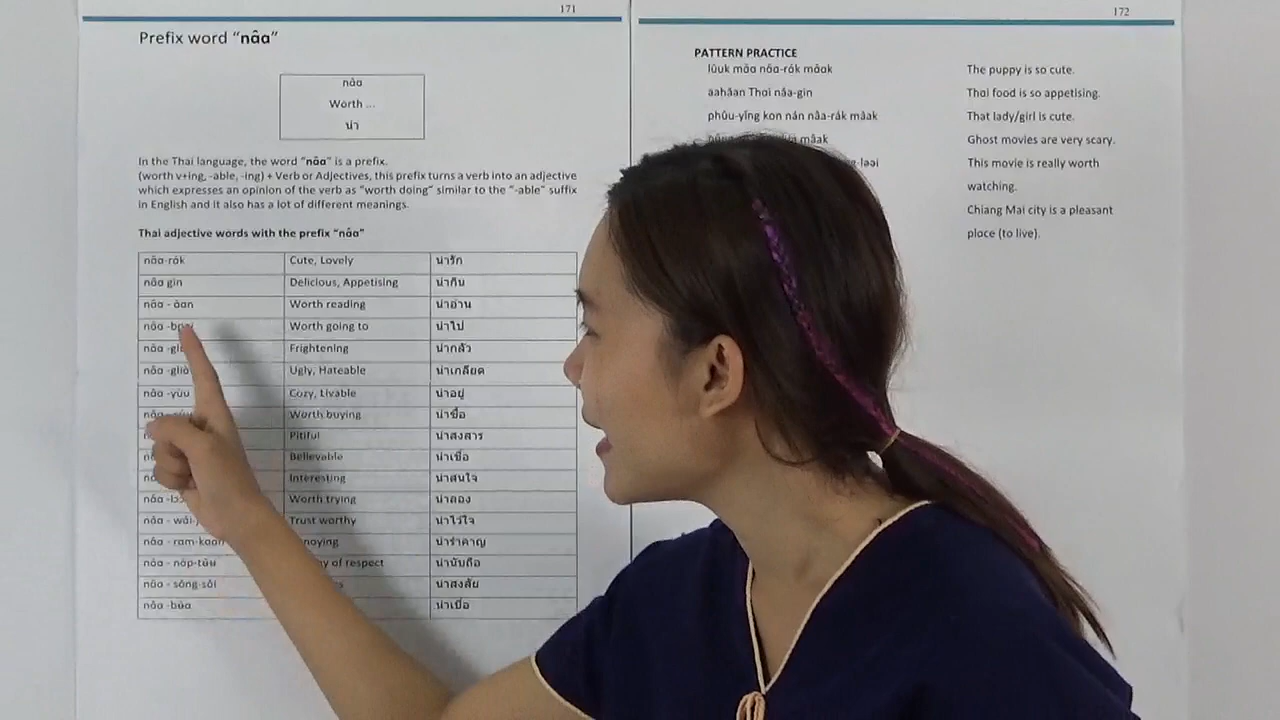 171
Prefix word “nâa”
nâa
Worth ...
น่า
In the Thai language, the word “nâa” is a prefix.
(worth v+ing, -able, -ing) + Verb or Adjectives, this prefix turns a verb into an adjective
which expresses an opinion of the verb as “worth doing” similar to the “-able” suffix
in English and it also has a lot of different meanings.
Thai adjective words with the prefix “nâa”
nâa-rák Cute, Lovely น่ารัก
nâa gin Delicious, Appetising น่ากิน
nâa - àan Worth reading น่าอ่าน
nâa Worth going to น่าไป
nâa Frightening น่ากลัว
nâa Ugly, Hateable น่าเกลียด
nâa -yùu Cozy, Livable น่าอยู่
nâa Worth buying น่าซื้อ
Pitiful น่าสงสาร
Believable น่าเชื่อ
Interesting น่าสนใจ
nâa Worth trying น่าลอง
nâa Trust worthy น่าไว้ใจ
nâa - ram-kaan น่ารำคาญ
nâa - náp-tǔu of respect น่านับถือ
nâa - sǒng-sǎi น่าสงสัย
nâa -bùa น่าเบื่อ
172
PATTERN PRACTICE
lûuk mǎa nâa-rák mâak The puppy is so cute.
aahǎan Thai nâa-gin Thai food is so appetising.
phûu-yǐng kon nán nâa-rák mâak That lady/girl is cute.
mâak Ghost movies are very scary.
This movie is really worth
watching.
Chiang Mai city is a pleasant
place (to live).